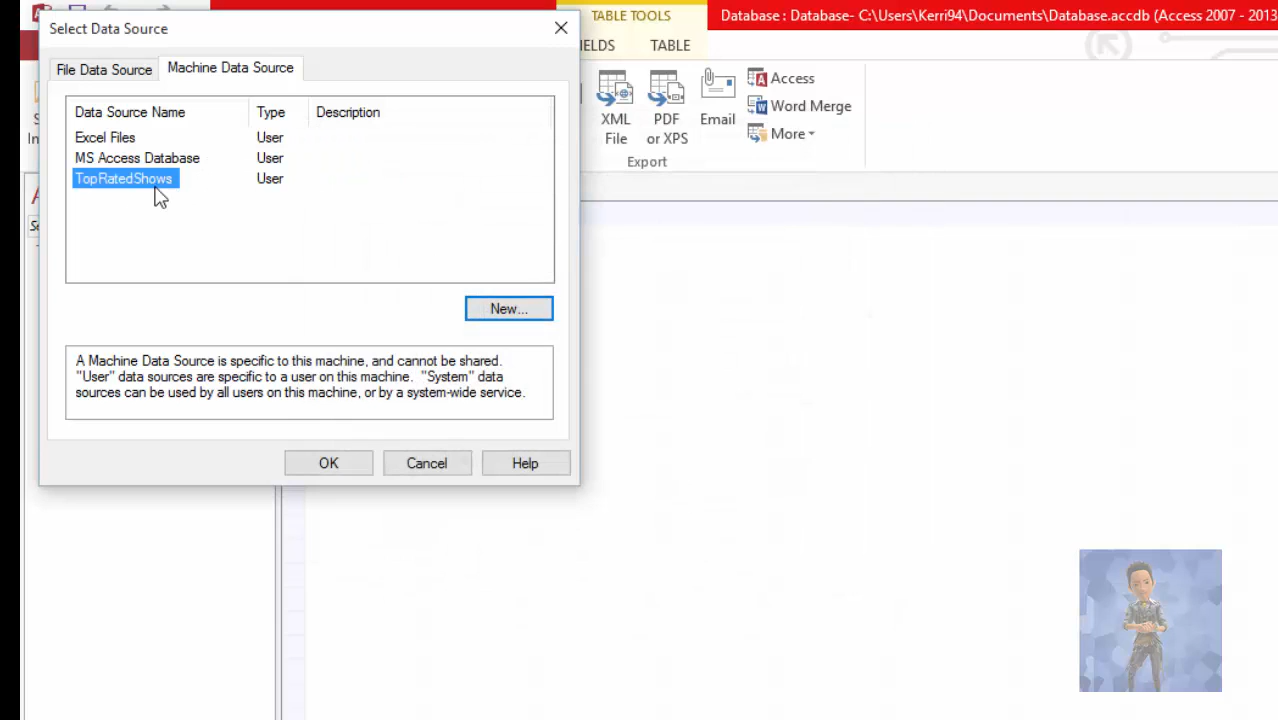 Select Data Source
TABLE TOOLS
Database : Database- C:\Users\Kerri94\Documents\Database.accdb (Access 2007 - 2013
File Data Source
Machine Data Source
TABLE
Data Source Name Type Description
Excel Files User
MS Access Database User
TopRatedShows User
New...
A Machine Data Source is specific to this machine, and cannot be shared.
"User" data sources are specific to a user on this machine. "System" data
sources can be used by all users on this machine, or by a system-wide service.
OK Cancel Help
XML
File
PDF
or XPS
Email
Access
Word Merge
More
Export